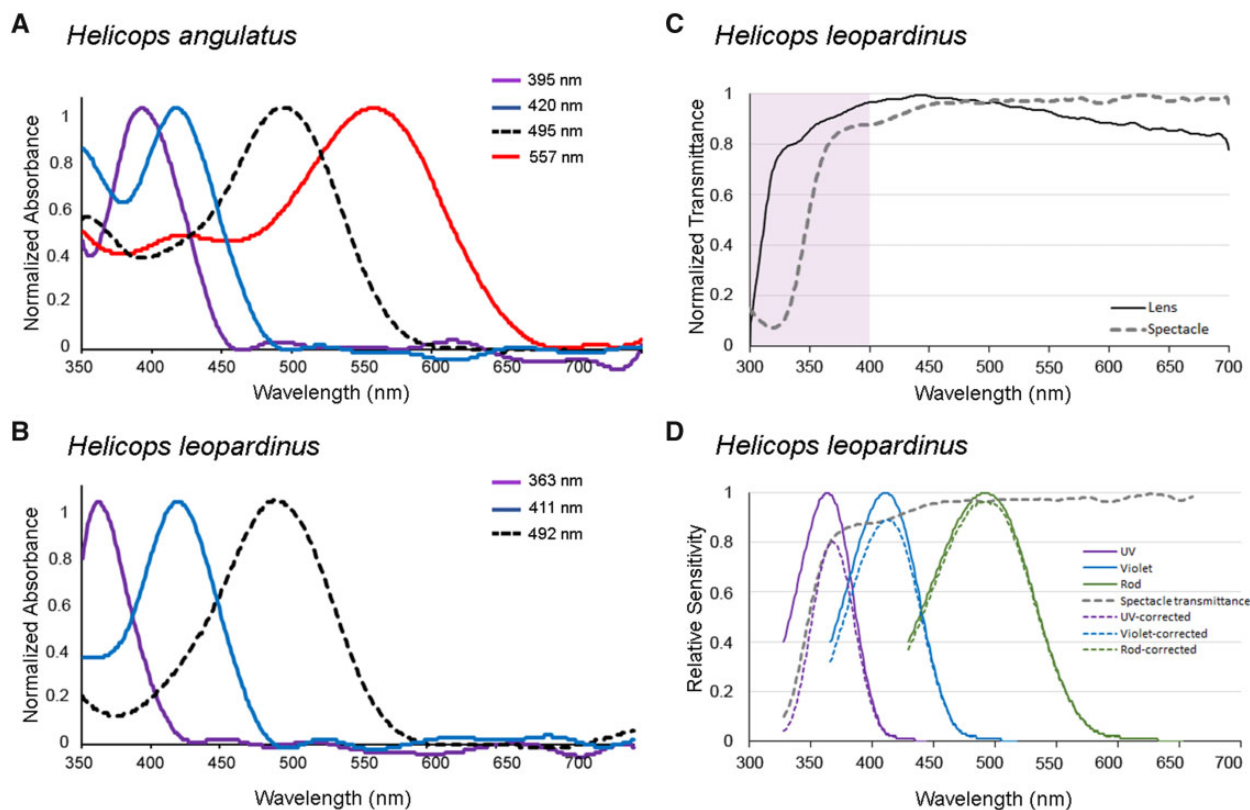 A Helicops angulatus
395 nm
420 nm
495 nm
557 nm
Normalized Absorbance
1
0.8
0.6
0.4
0.2
0
350 400 450 500 550 600 650 700
Wavelength (nm)
B Helicops leopardinus
363 nm
411 nm
492 nm
Normalized Absorbance
1
0.8
0.6
0.4
0.2
0
350 400 450 500 550 600 650 700
Wavelength (nm)
C Helicops leopardinus
Normalized Transmittance
1
0.8
0.6
0.4
0.2
0
Lens
Spectacle
300 350 400 450 500 550 600 650 700
Wavelength (nm)
D Helicops leopardinus
Relative Sensitivity
1
0.8
0.6
0.4
0.2
0
UV
Violet
Rod
Spectacle transmittance
UV-corrected
Violet-corrected
Rod-corrected
300 350 400 450 500 550 600 650 700
Wavelength (nm)